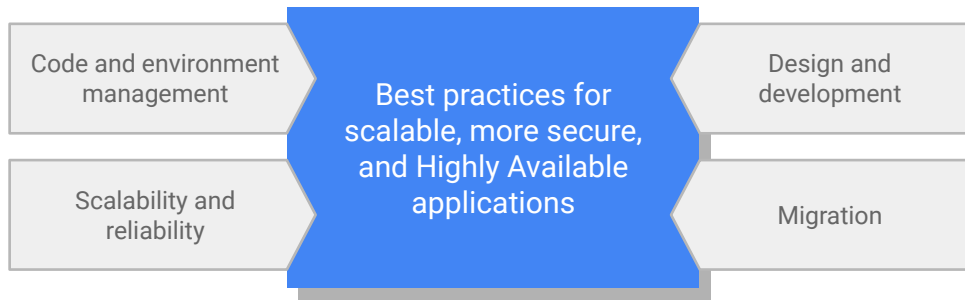 Code and environment
management
Scalability and
reliability
Best practices for
scalable, more secure,
and Highly Available
applications
Design and
development
Migration